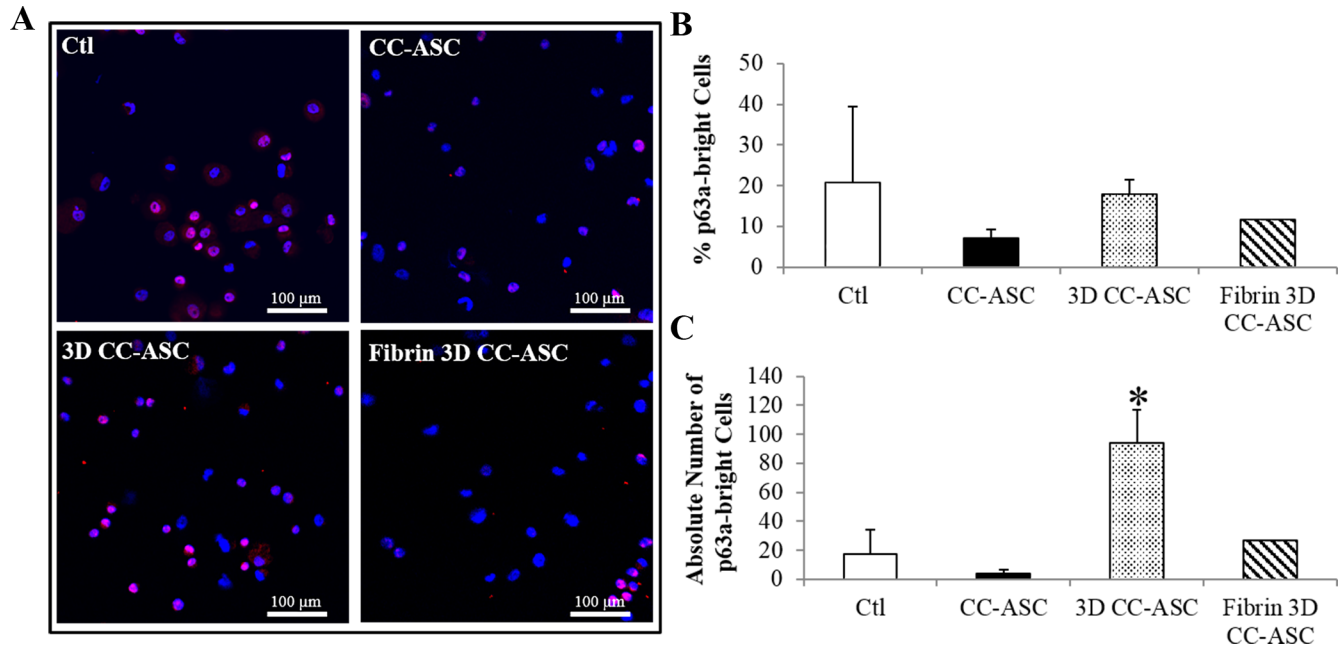 A
Ctl
CC-ASC
100 µm
100 µm
3D CC-ASC
Fibrin 3D CC-ASC
100 µm
100 µm
B
% p63a-bright Cells
50
40
30
20
10
0
Ctl
CC-ASC
3D CC-ASC
Fibrin 3D
CC-ASC
C
Absolute Number of
p63a-bright Cells
140
120
100
80
60
40
20
0
*
Ctl
CC-ASC
3D CC-ASC
Fibrin 3D
CC-ASC